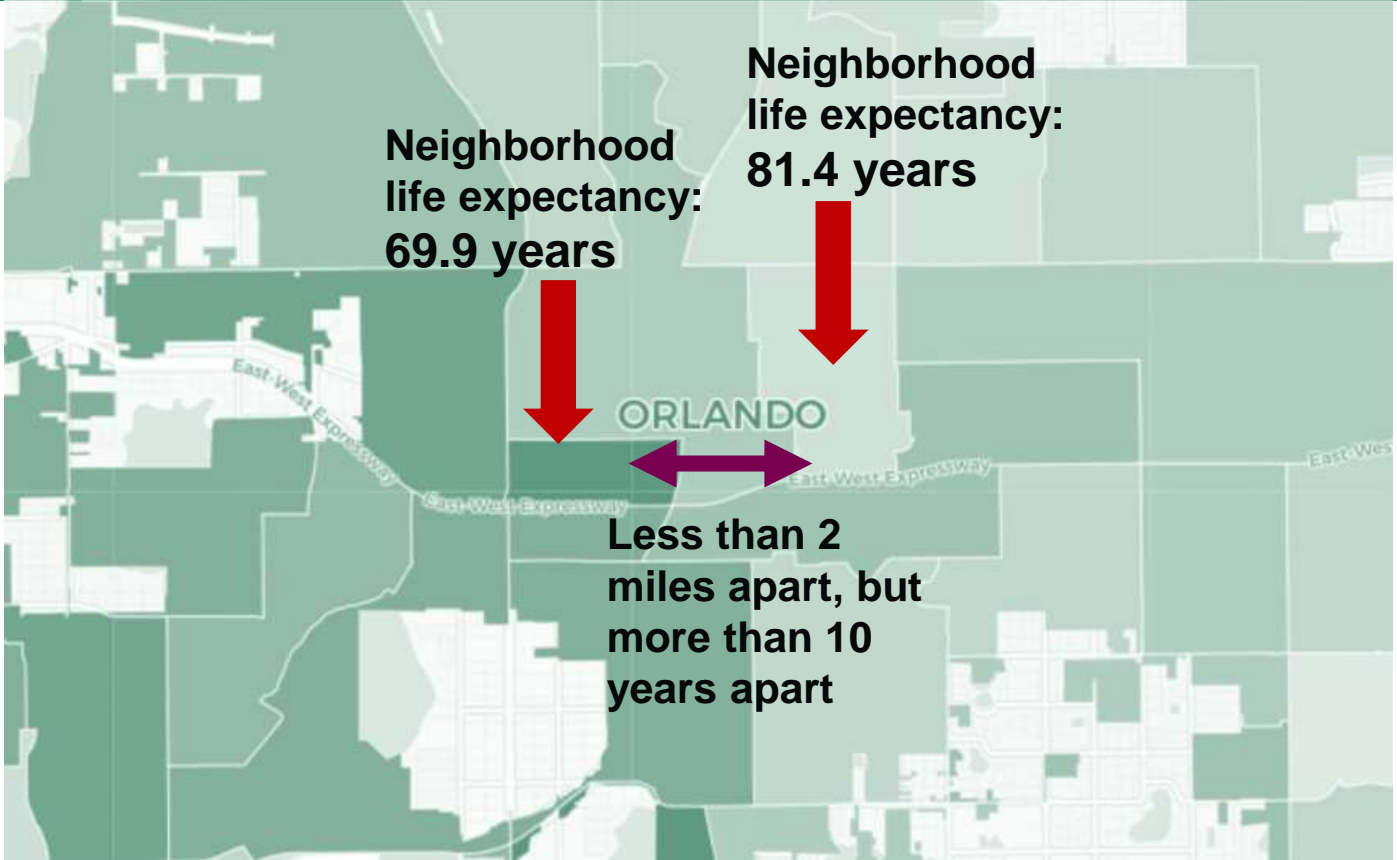 Neighborhood
life expectancy:
81.4 years
Neighborhood
life expectancy:
69.9 years
East-West Expressway
ORLANDO
East-West Expressway
East-West Expressway
East-Wes
Less than 2
miles apart, but
more than 10
years apart